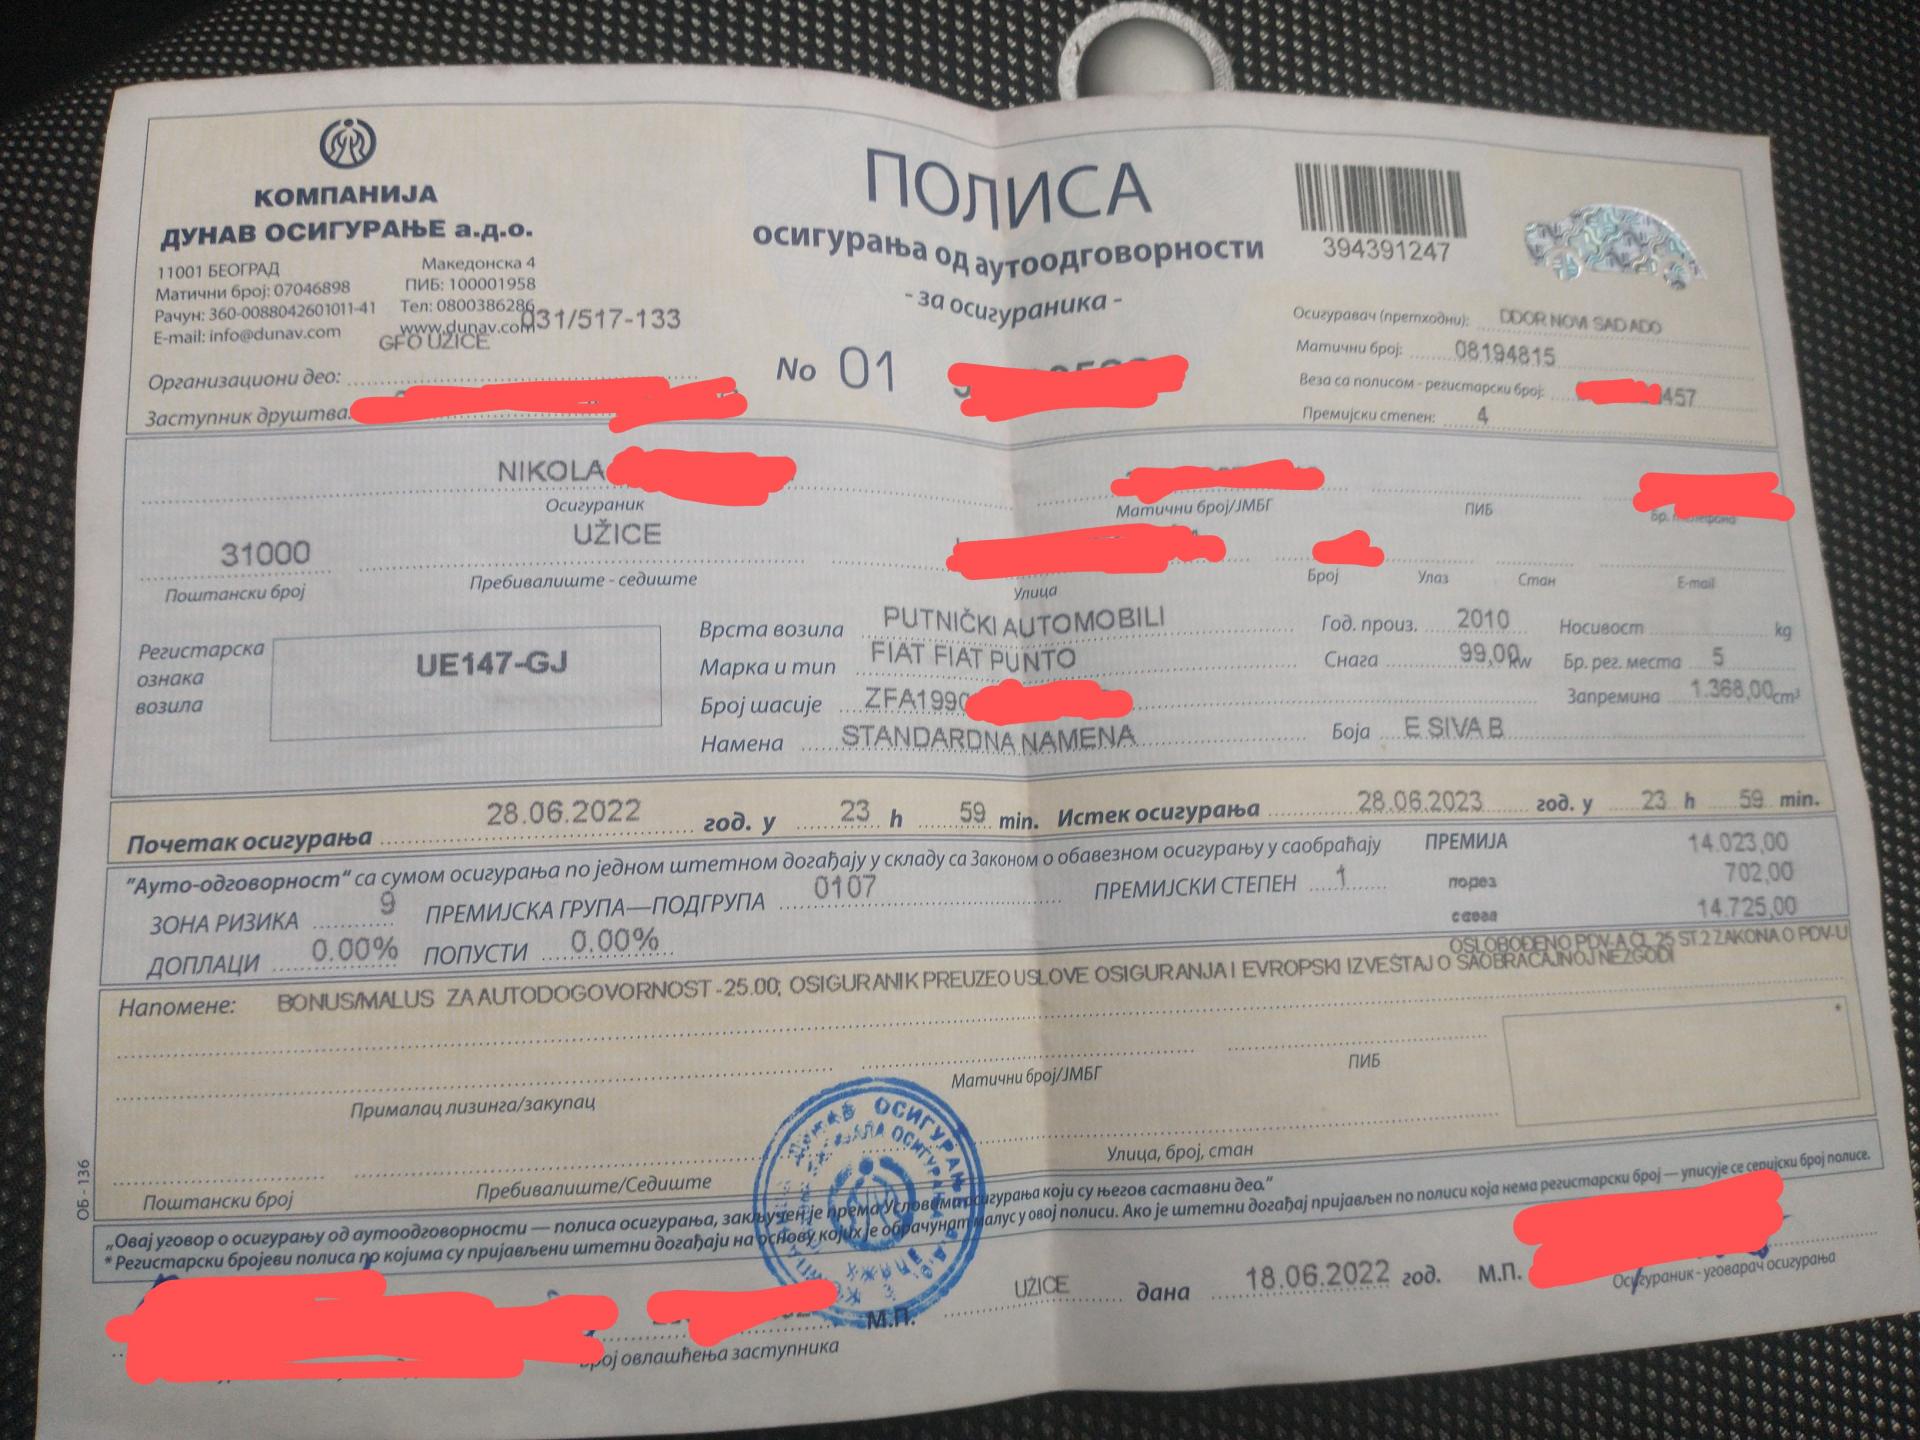 КОМПАНИЈА
ДУНАВ ОСИГУРАЊЕ а.д.о.
11001 БЕОГРАД Македонска 4
Матични број: 07046898 ПИБ: 100001958
Рачун: 360-0088042601011-41 Тел: 0800386286
E-mail: info@dunav.com www.dunav.com
031/517-133
GFO UŽICE
Организациони део:
Заступник друштва:
ПОЛИСА
осигурања од аутоодговорности
- за осигураника -
No 01
394391247
Осигуравач (претходни): DDOR NOVI SAD ADO
Матични број: 08194815
Веза са полисом - регистарски број: 457
Премијски степен: 4
NIKOLA
Осигураник Матични број/ЈМБГ ПИБ Бр. телефона
31000 UŽICE
Поштански број Пребивалиште - седиште Улица Број Улаз Стан E-mail
Регистарска ознака возила UE147-GJ
Врста возила PUTNIČKI AUTOMOBILI Год. произ. 2010 Носивост kg
Марка и тип FIAT FIAT PUNTO Снага 99,00 kw Бр. рег. места 5
Број шасије ZFA199 Запремина 1.368,00 cm³
Намена STANDARDNA NAMENA Боја E SIVA B
Почетак осигурања 28.06.2022 год. у 23 h 59 min. Истек осигурања 28.06.2023 год. у 23 h 59 min.
"Ауто-одговорност“ са сумом осигурања по једном штетном догађају у складу са Законом о обавезном осигурању у саобраћају ПРЕМИЈА 14.023,00
ЗОНА РИЗИКА 9 ПРЕМИЈСКА ГРУПА—ПОДГРУПА 0107 ПРЕМИЈСКИ СТЕПЕН 1 порез 702,00
ДОПЛАЦИ 0.00% ПОПУСТИ 0.00% 14.725,00
OSLOBOĐENO PDV-A ČL.25 ST.2 ZAKONA O PDV-U
Напомене: BONUS/MALUS ZA AUTODOGOVORNOST -25.00; OSIGURANIK PREUZEO USLOVE OSIGURANJA I EVROPSKI IZVEŠTAJ O SAOBRAĆAJNOJ NEZGODI
*
Прималац лизинга/закупац Матични број/ЈМБГ ПИБ
Поштански број Пребивалиште/Седиште Улица, број, стан
ОБ - 136
„Овај уговор о осигурању од аутоодговорности — полиса осигурања, закључен је према Условима осигурања који су његов саставни део.“
* Регистарски бројеви полиса по којима су пријављени штетни догађаји на основу којих је обрачунат малус у овој полиси. Ако је штетни догађај пријављен по полиси која нема регистарски број — уписује се серијски број полисе.
ДУНАВ ОСИГУРАЊЕ
М.П. UŽICE дана 18.06.2022 год. М.П.
Број овлашћења заступника Осигураник - уговарач осигурања